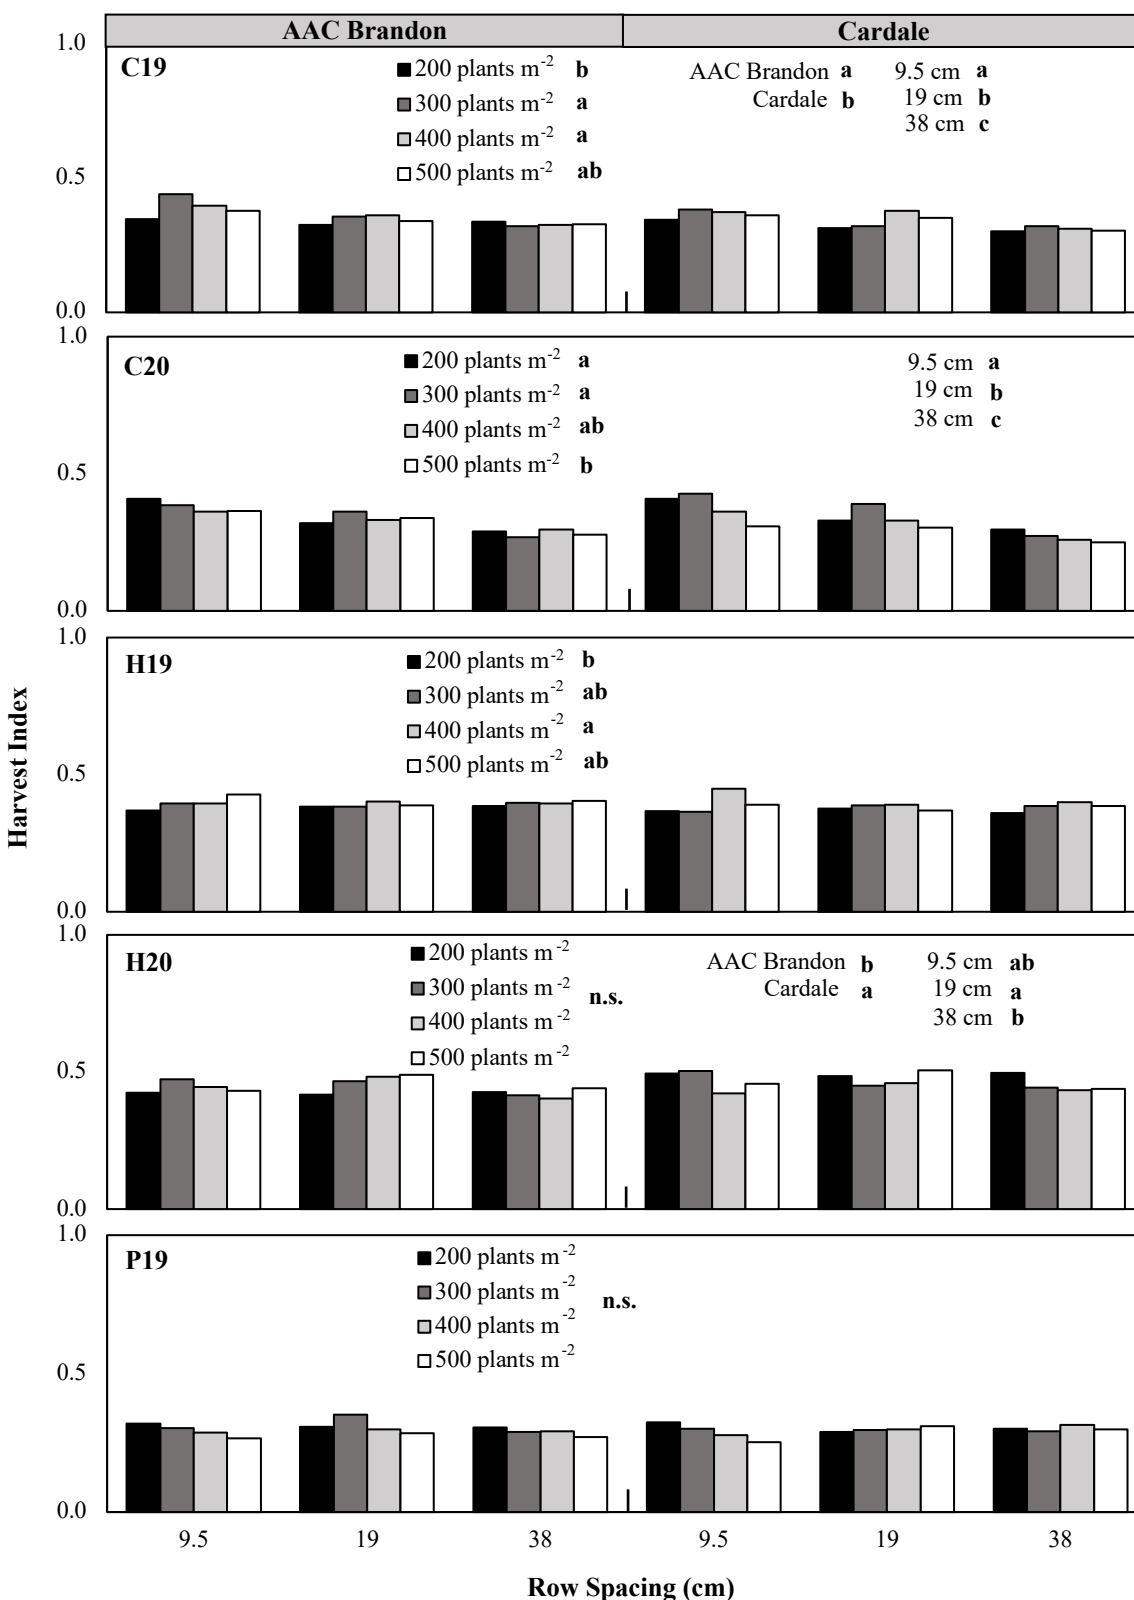 AAC Brandon Cardale
1.0
C19
200 plants m-2 b
300 plants m-2 a
400 plants m-2 a
500 plants m-2 ab
AAC Brandon a 9.5 cm a
Cardale b 19 cm b
38 cm c
0.5
0.0
1.0
C20
200 plants m-2 a
300 plants m-2 a
400 plants m-2 ab
500 plants m-2 b
9.5 cm a
19 cm b
38 cm c
0.5
0.0
1.0
H19
200 plants m-2 b
300 plants m-2 ab
400 plants m-2 a
500 plants m-2 ab
0.5
0.0
Harvest Index
1.0
H20
200 plants m-2
300 plants m-2
400 plants m-2
500 plants m-2
n.s.
AAC Brandon b 9.5 cm ab
Cardale a 19 cm a
38 cm b
0.5
0.0
1.0
P19
200 plants m-2
300 plants m-2
400 plants m-2
500 plants m-2
n.s.
0.5
0.0
9.5 19 38 9.5 19 38
Row Spacing (cm)